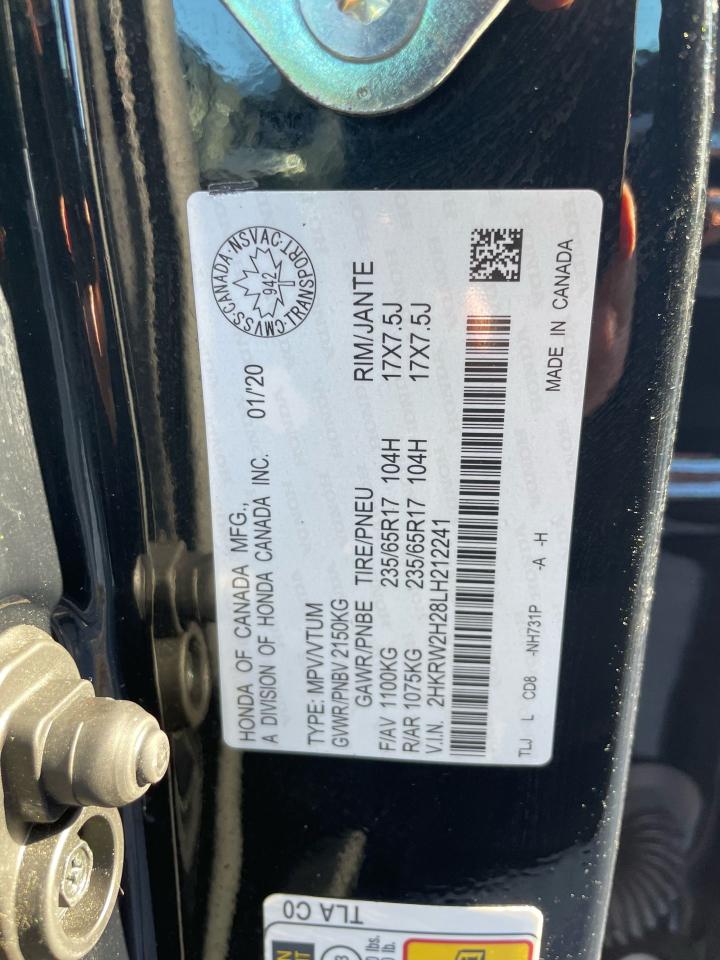 HONDA OF CANADA MFG.,
A DIVISION OF HONDA CANADA INC. 01/'20
CMVSS·CANADA·NSVAC·
942
·C·TRANSPORT·
TYPE: MPV/VTUM
GVWR/PNBV 2150KG
GAWR/PNBE TIRE/PNEU RIM/JANTE
F/AV 1100KG 235/65R17 104H 17X7.5J
R/AR 1075KG 235/65R17 104H 17X7.5J
V.I.N. 2HKRW2H28LH212241
TLJ L CD8 -NH731P -A -H MADE IN CANADA
TLA C0